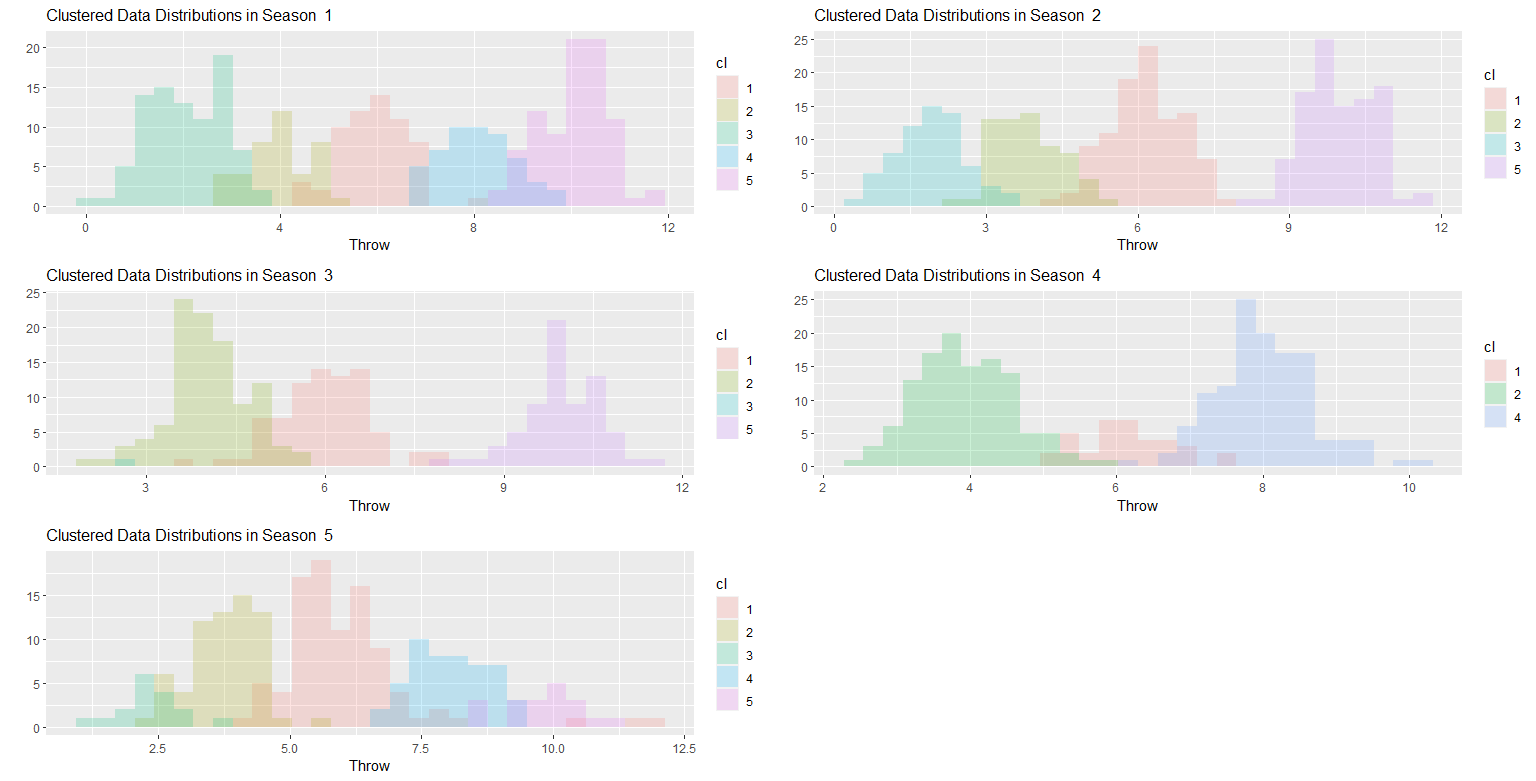 Clustered Data Distributions in Season 1
20
15
10
5
0
0 4 8 12
Throw
cl
1
2
3
4
5
Clustered Data Distributions in Season 2
25
20
15
10
5
0
0 3 6 9 12
Throw
cl
1
2
3
5
Clustered Data Distributions in Season 3
25
20
15
10
5
0
3 6 9 12
Throw
cl
1
2
3
5
Clustered Data Distributions in Season 4
25
20
15
10
5
0
2 4 6 8 10
Throw
cl
1
2
4
Clustered Data Distributions in Season 5
15
10
5
0
2.5 5.0 7.5 10.0 12.5
Throw
cl
1
2
3
4
5